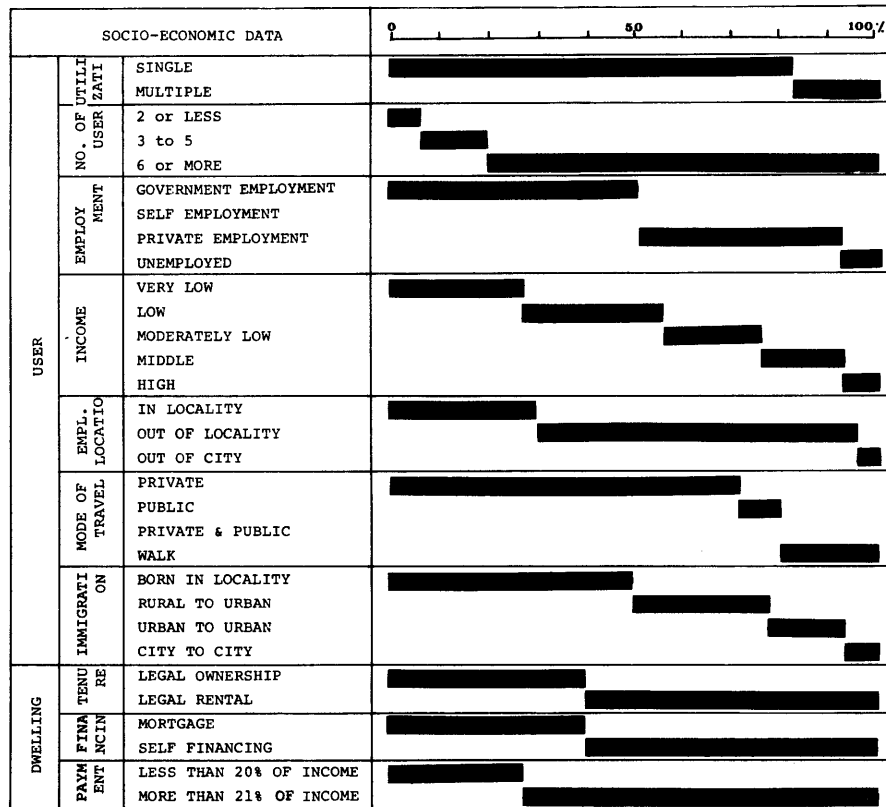 SOCIO-ECONOMIC DATA
0 50 100%
USER
UTILI
ZATI
SINGLE
MULTIPLE
NO. OF
USER
2 or LESS
3 to 5
6 or MORE
EMPLOY
MENT
GOVERNMENT EMPLOYMENT
SELF EMPLOYMENT
PRIVATE EMPLOYMENT
UNEMPLOYED
INCOME
VERY LOW
LOW
MODERATELY LOW
MIDDLE
HIGH
EMPL.
LOCATIO
IN LOCALITY
OUT OF LOCALITY
OUT OF CITY
MODE OF
TRAVEL
PRIVATE
PUBLIC
PRIVATE & PUBLIC
WALK
IMMIGRATI
ON
BORN IN LOCALITY
RURAL TO URBAN
URBAN TO URBAN
CITY TO CITY
DWELLING
TENU
RE
LEGAL OWNERSHIP
LEGAL RENTAL
FINA
NCIN
MORTGAGE
SELF FINANCING
PAYM
ENT
LESS THAN 20% OF INCOME
MORE THAN 21% OF INCOME